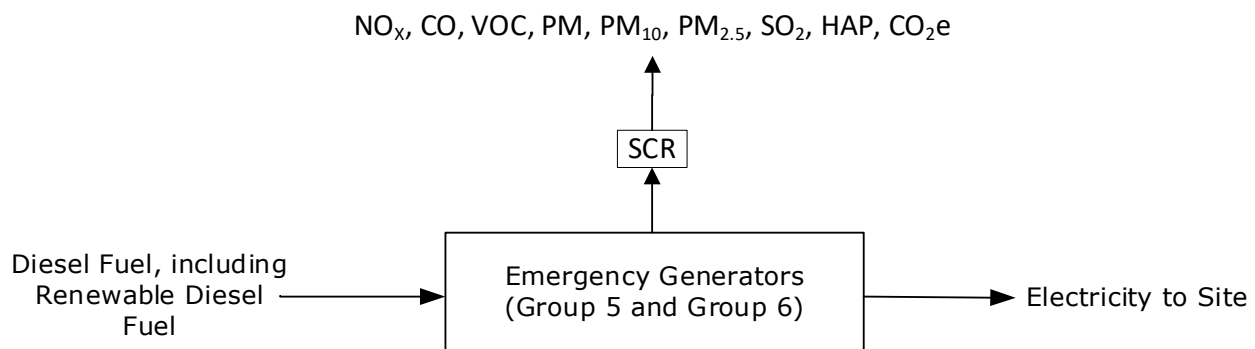 NOₓ, CO, VOC, PM, PM₁₀, PM₂.₅, SO₂, HAP, CO₂e
SCR
Diesel Fuel, including
Renewable Diesel
Fuel
Emergency Generators
(Group 5 and Group 6)
Electricity to Site